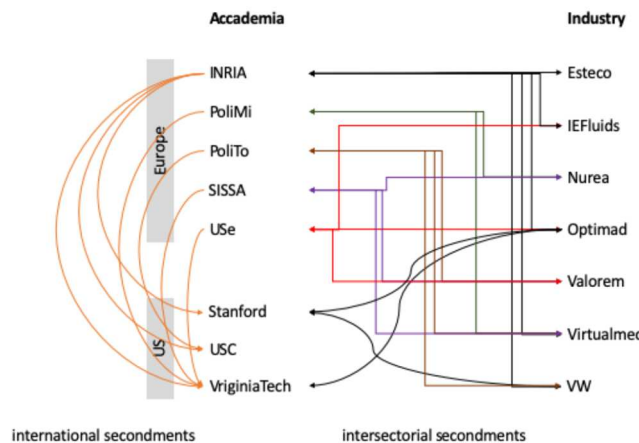 Accademia Industry
INRIA Esteco
PoliMi IEFluids
PoliTo Nurea
SISSA Optimad
USe Valorem
Europe
Stanford Virtualmed
USC VW
VriginiaTech
US
international secondments intersectorial secondments